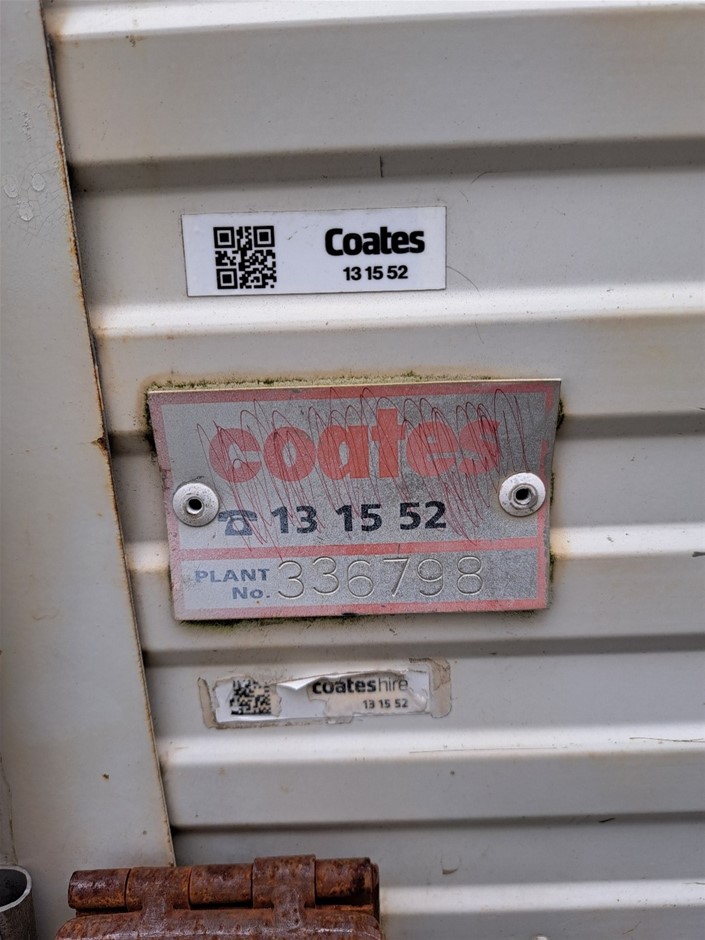 Coates
13 15 52
coates
13 15 52
PLANT
No. 336798
coateshire
13 15 52